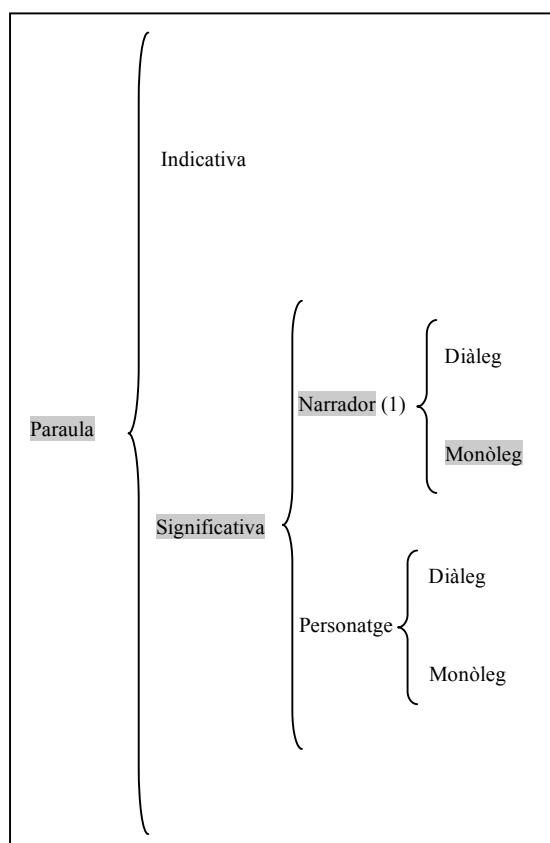 Indicativa
Diàleg
Narrador (1)
Paraula
Monòleg
Significativa
Diàleg
Personatge
Monòleg